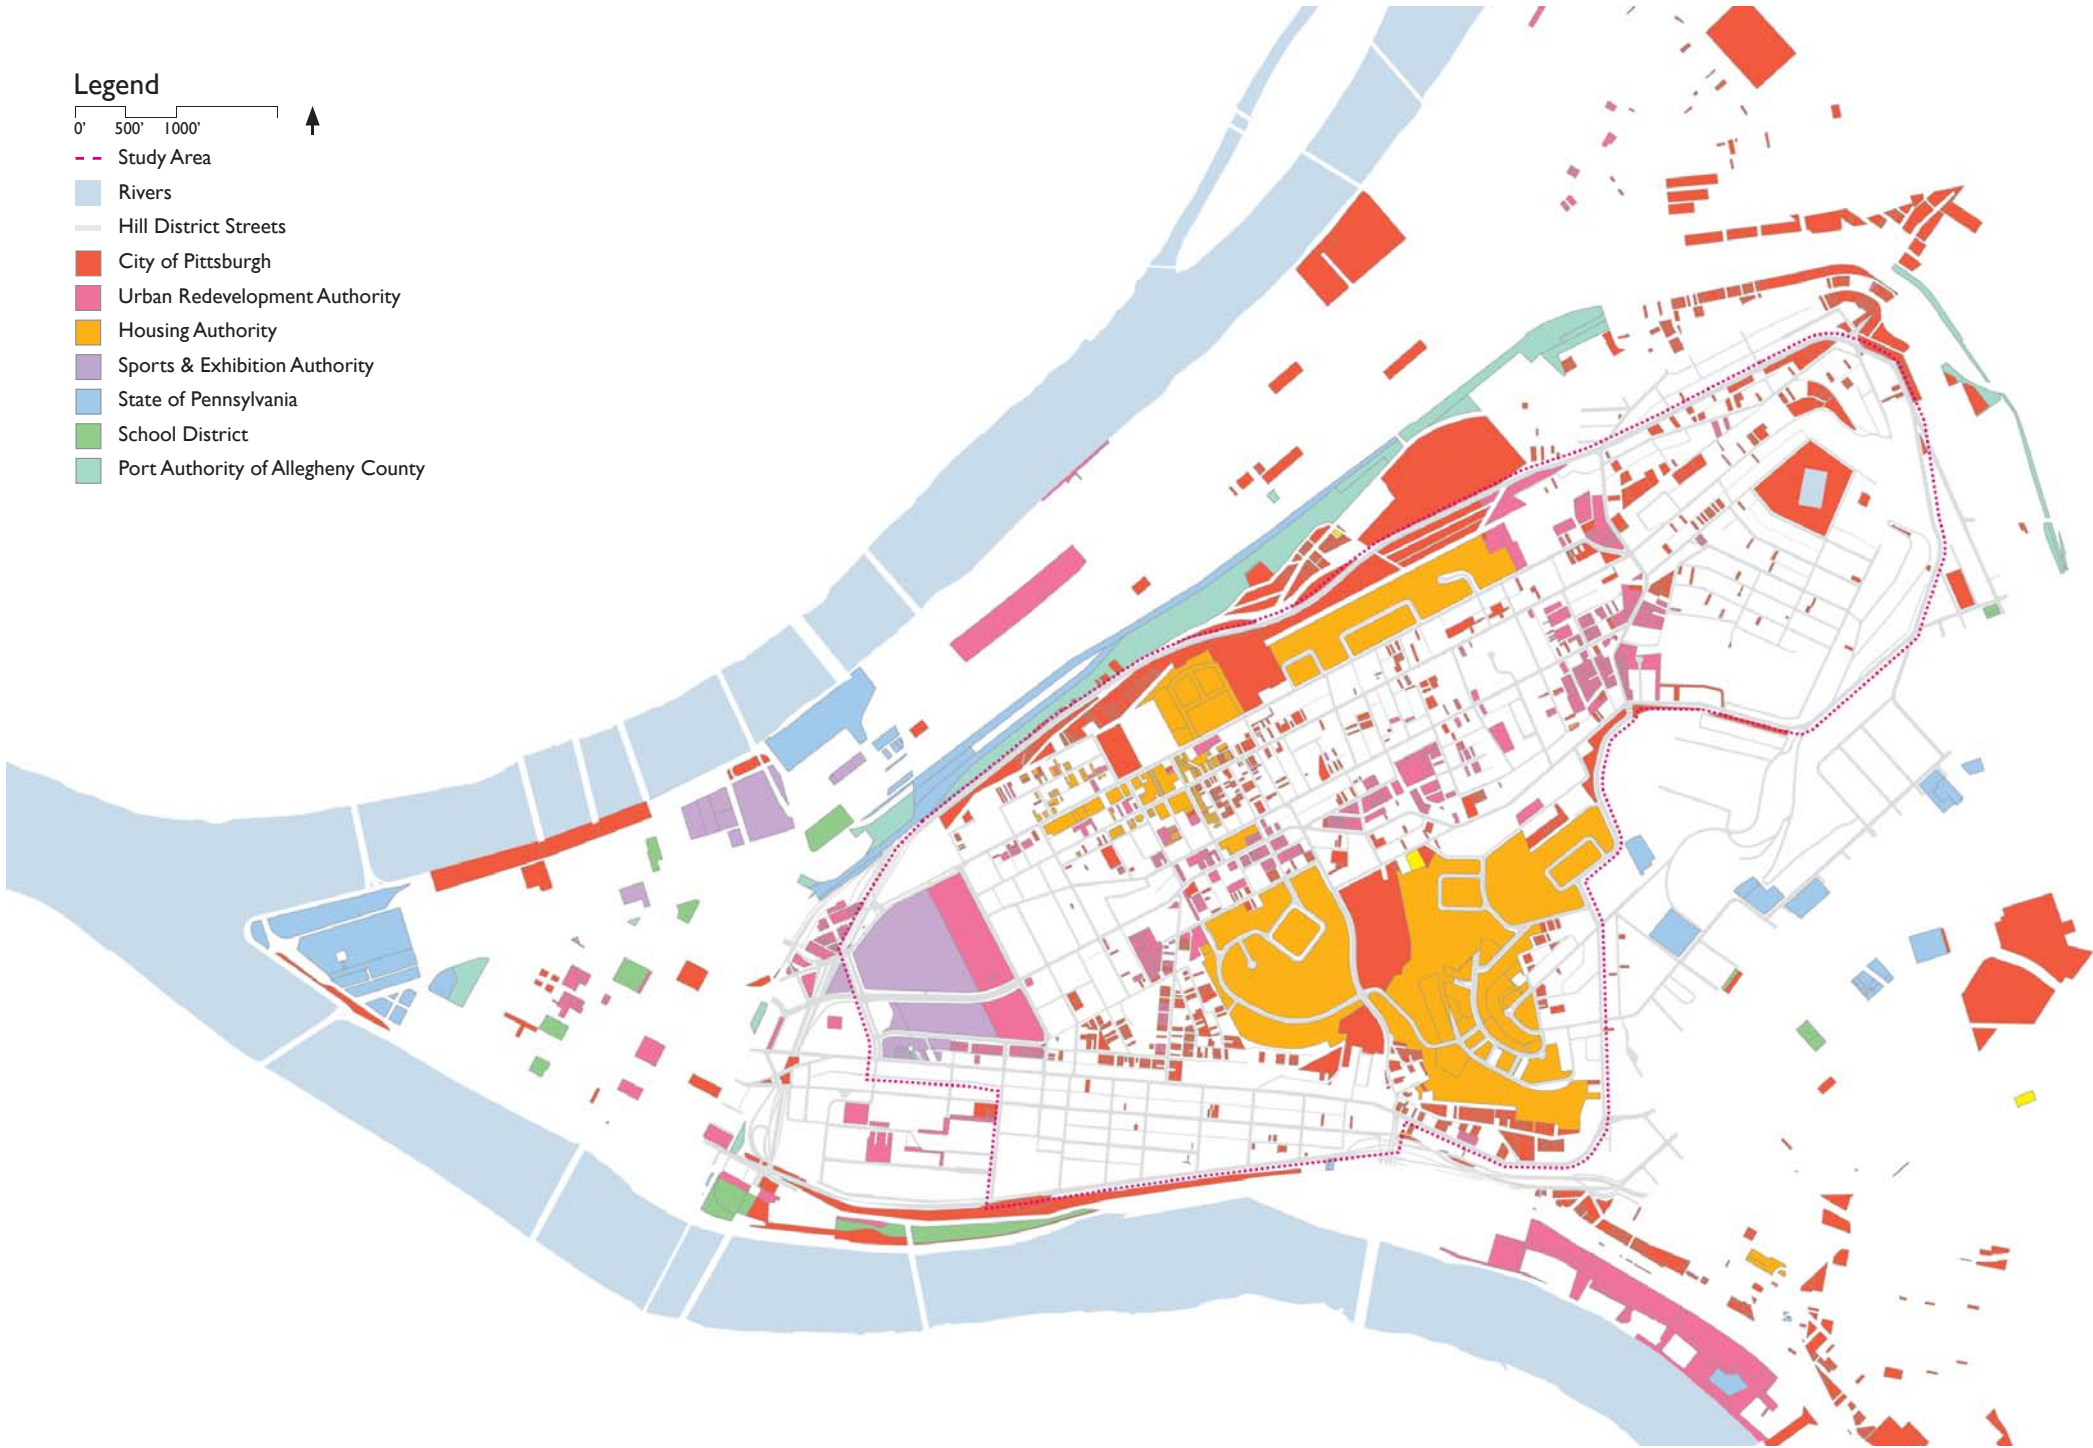 Legend
0' 500' 1000'
Study Area
Rivers
Hill District Streets
City of Pittsburgh
Urban Redevelopment Authority
Housing Authority
Sports & Exhibition Authority
State of Pennsylvania
School District
Port Authority of Allegheny County